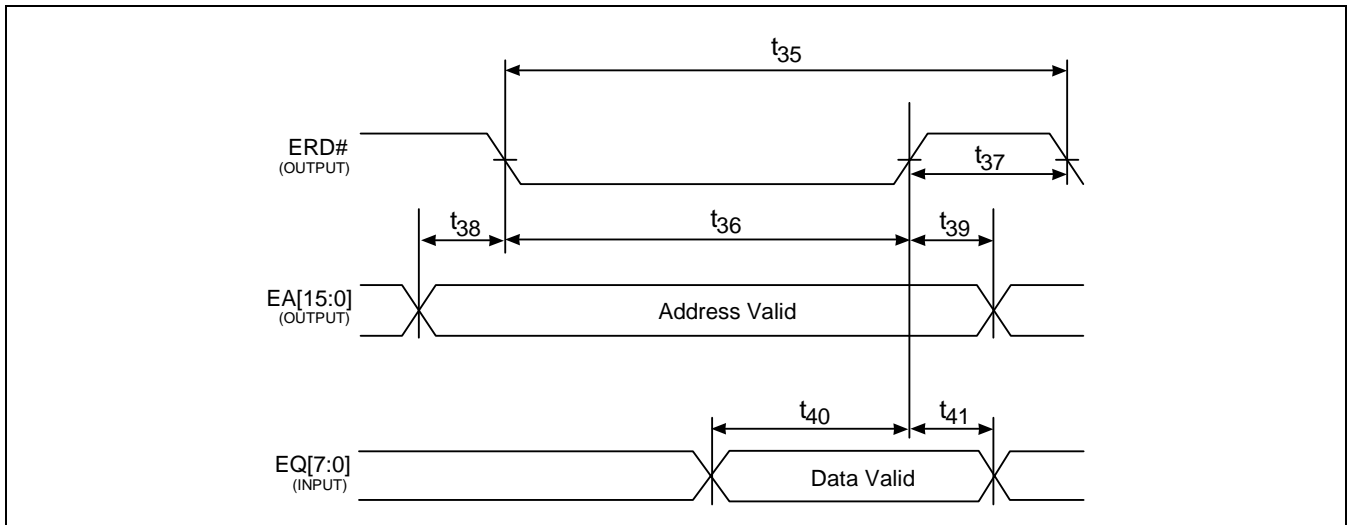 t35
ERD#
(OUTPUT)
t37
t38
t36
t39
EA[15:0]
(OUTPUT)
Address Valid
t40
t41
EQ[7:0]
(INPUT)
Data Valid